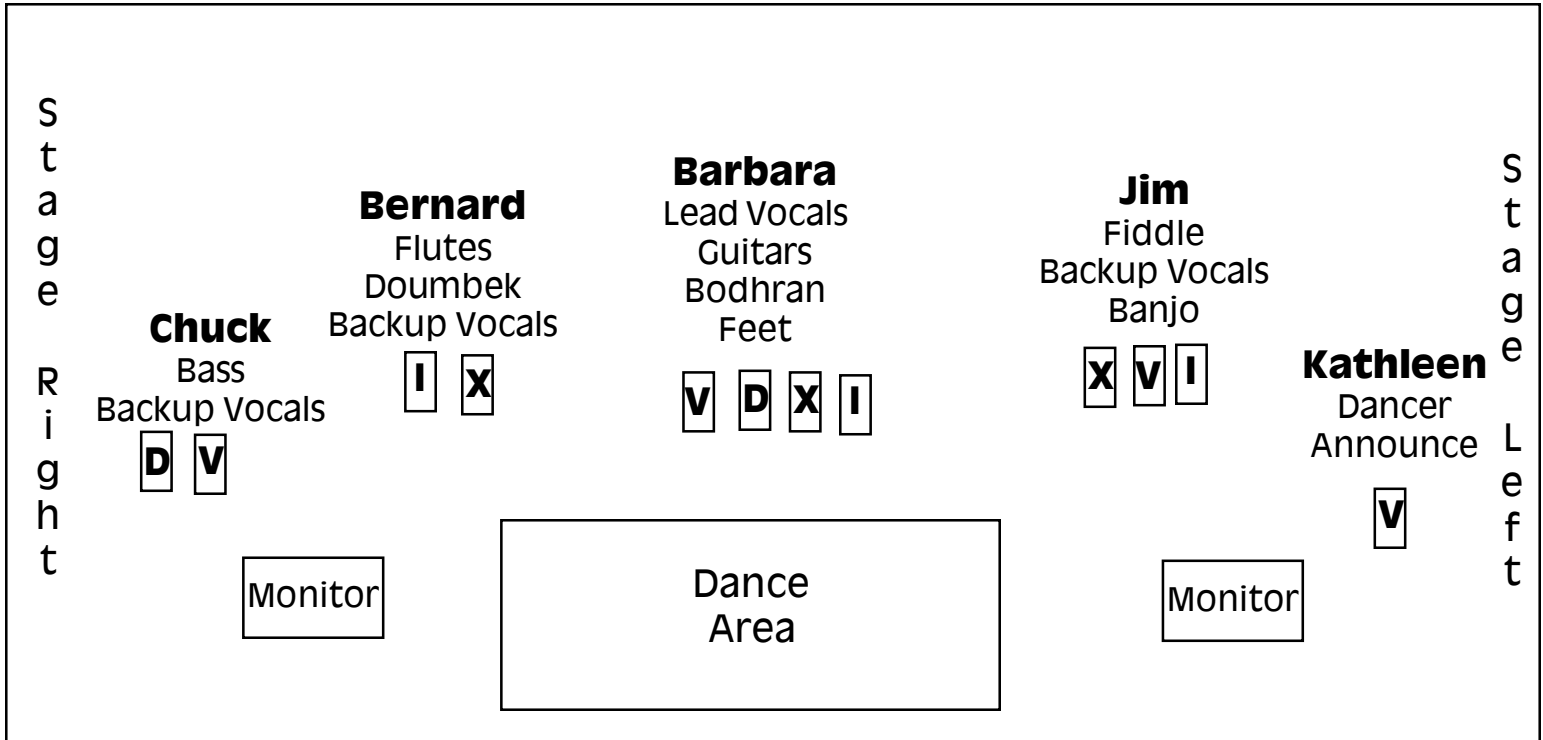 Stage Right
Chuck
Bass
Backup Vocals
D V
Bernard
Flutes
Doumbek
Backup Vocals
I X
Barbara
Lead Vocals
Guitars
Bodhran
Feet
V D X I
Jim
Fiddle
Backup Vocals
Banjo
X V I
Kathleen
Dancer
Announce
V
Stage Left
Monitor
Dance
Area
Monitor